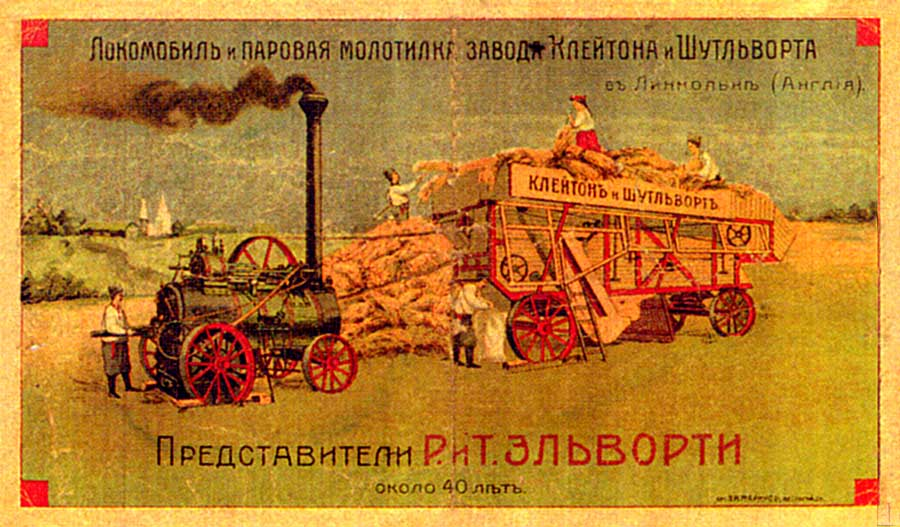 Локомобиль и паровая молотилка завода Клейтона и Шутльворта
въ Линкольнѣ (Англія).
Клейтонъ и Шутльвортъ
Представители Р. и Т. Эльворти
около 40 лѣтъ.